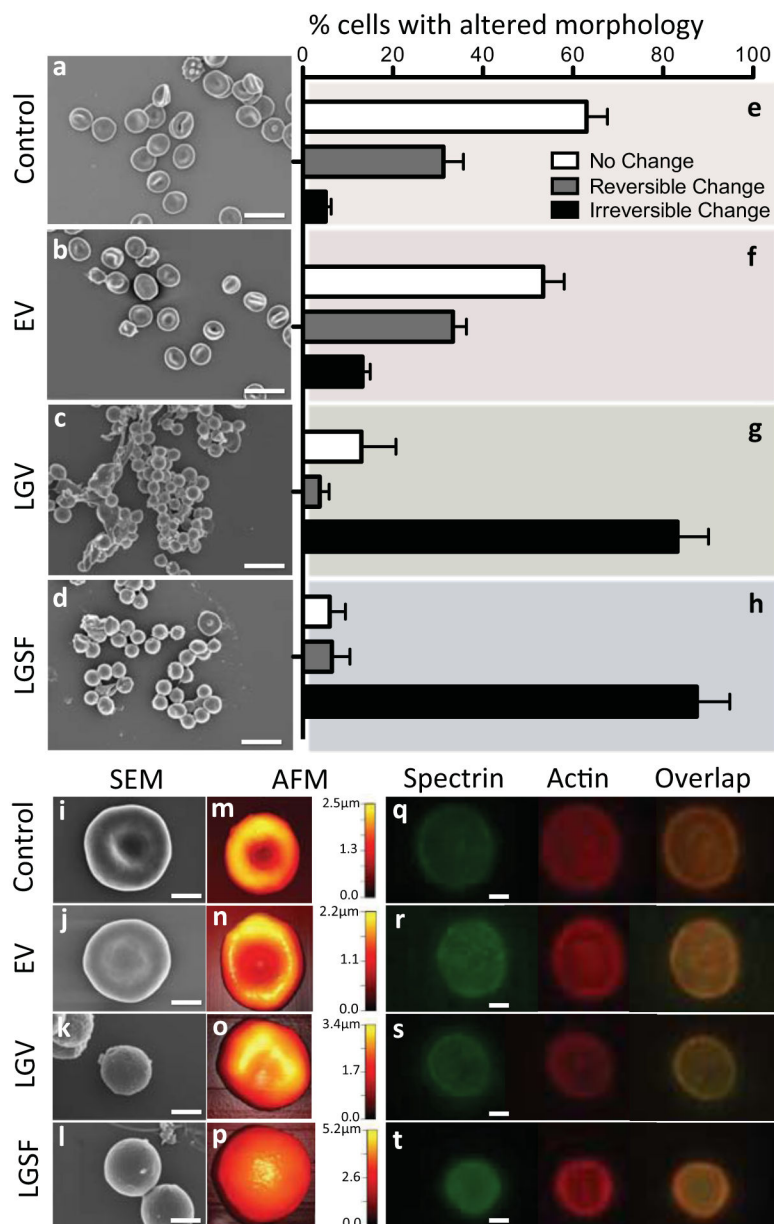 % cells with altered morphology
0 20 40 60 80 100
Control
a
e
No Change
Reversible Change
Irreversible Change
EV
b
f
LGV
c
g
LGSF
d
h
SEM AFM Spectrin Actin Overlap
Control
i
m
2.5µm
1.3
0.0
q
EV
j
n
2.2µm
1.1
0.0
r
LGV
k
o
3.4µm
1.7
0.0
s
LGSF
l
p
5.2µm
2.6
0.0
t